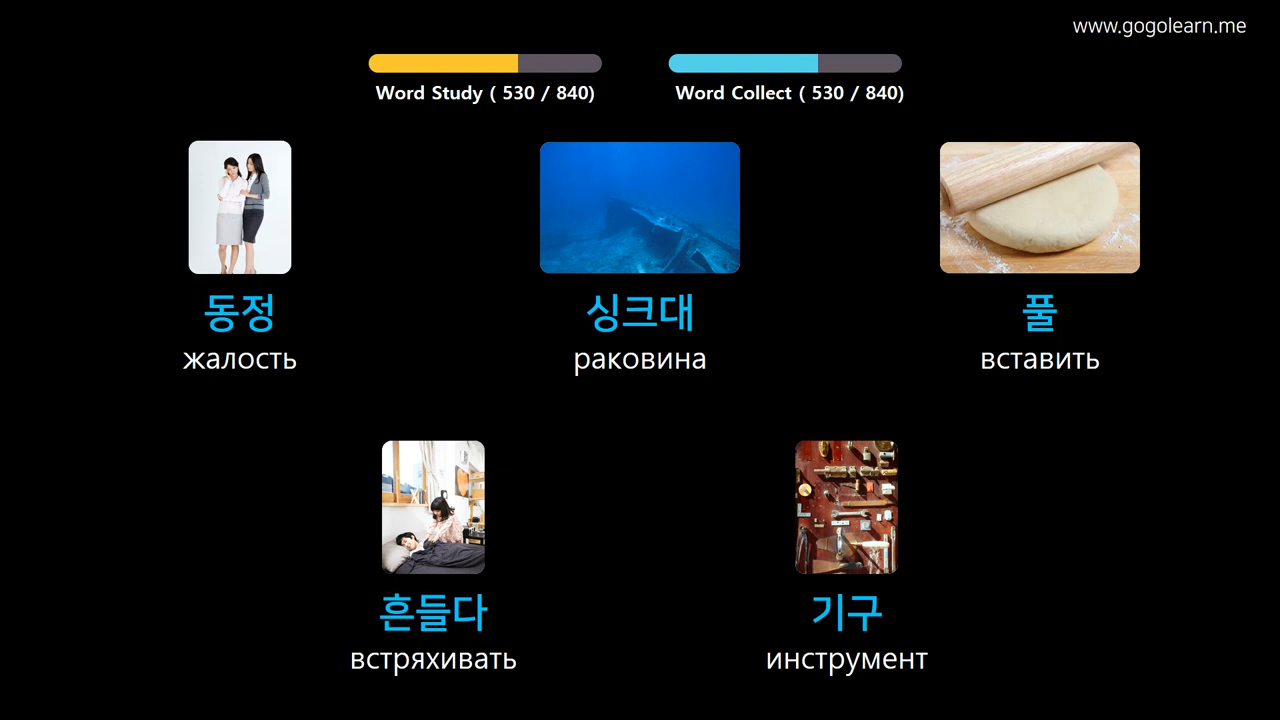 www.gogolearn.me
Word Study ( 530 / 840)
Word Collect ( 530 / 840)
동정
жалость
싱크대
раковина
풀
вставить
흔들다
встряхивать
기구
инструмент